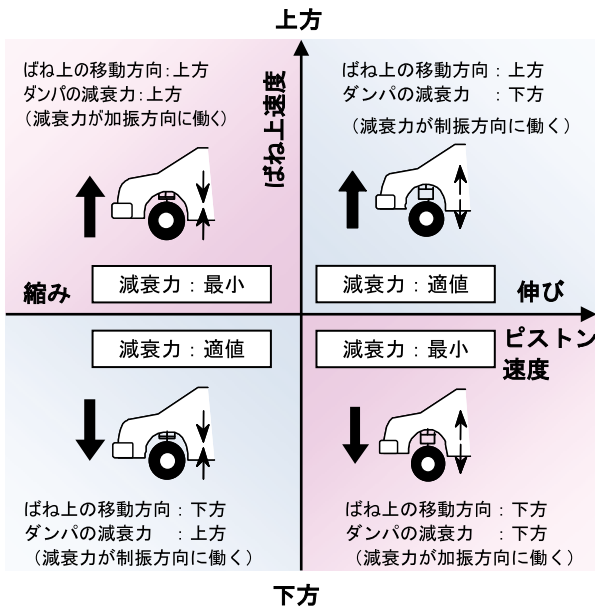 上方
ばね上の移動方向：上方
ダンパの減衰力：上方
（減衰力が加振方向に働く）
ばね上速度
ばね上の移動方向：上方
ダンパの減衰力　：下方
（減衰力が制振方向に働く）
縮み
減衰力：最小
減衰力：適値
伸び
減衰力：適値
減衰力：最小
ピストン
速度
ばね上の移動方向：下方
ダンパの減衰力　：上方
（減衰力が制振方向に働く）
ばね上の移動方向：下方
ダンパの減衰力　：下方
（減衰力が加振方向に働く）
下方